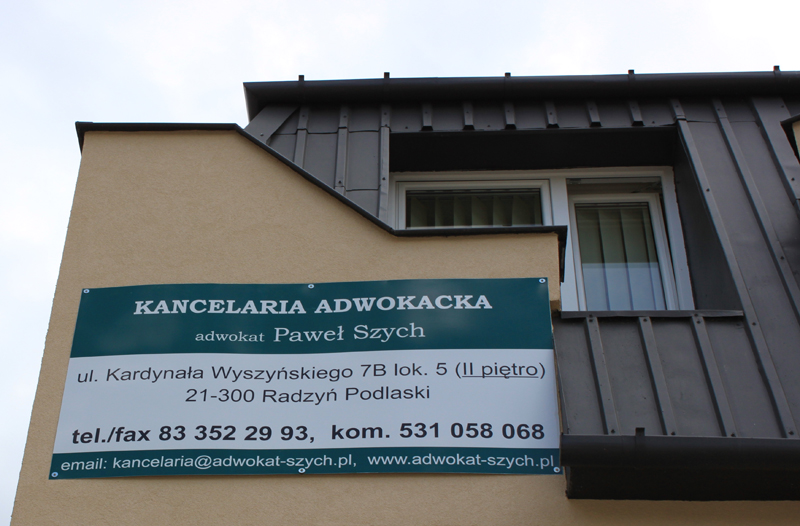 KANCELARIA ADWOKACKA
adwokat Paweł Szych
ul. Kardynała Wyszyńskiego 7B lok. 5 (II piętro)
21-300 Radzyń Podlaski
tel./fax 83 352 29 93, kom. 531 058 068
email: kancelaria@adwokat-szych.pl, www.adwokat-szych.pl